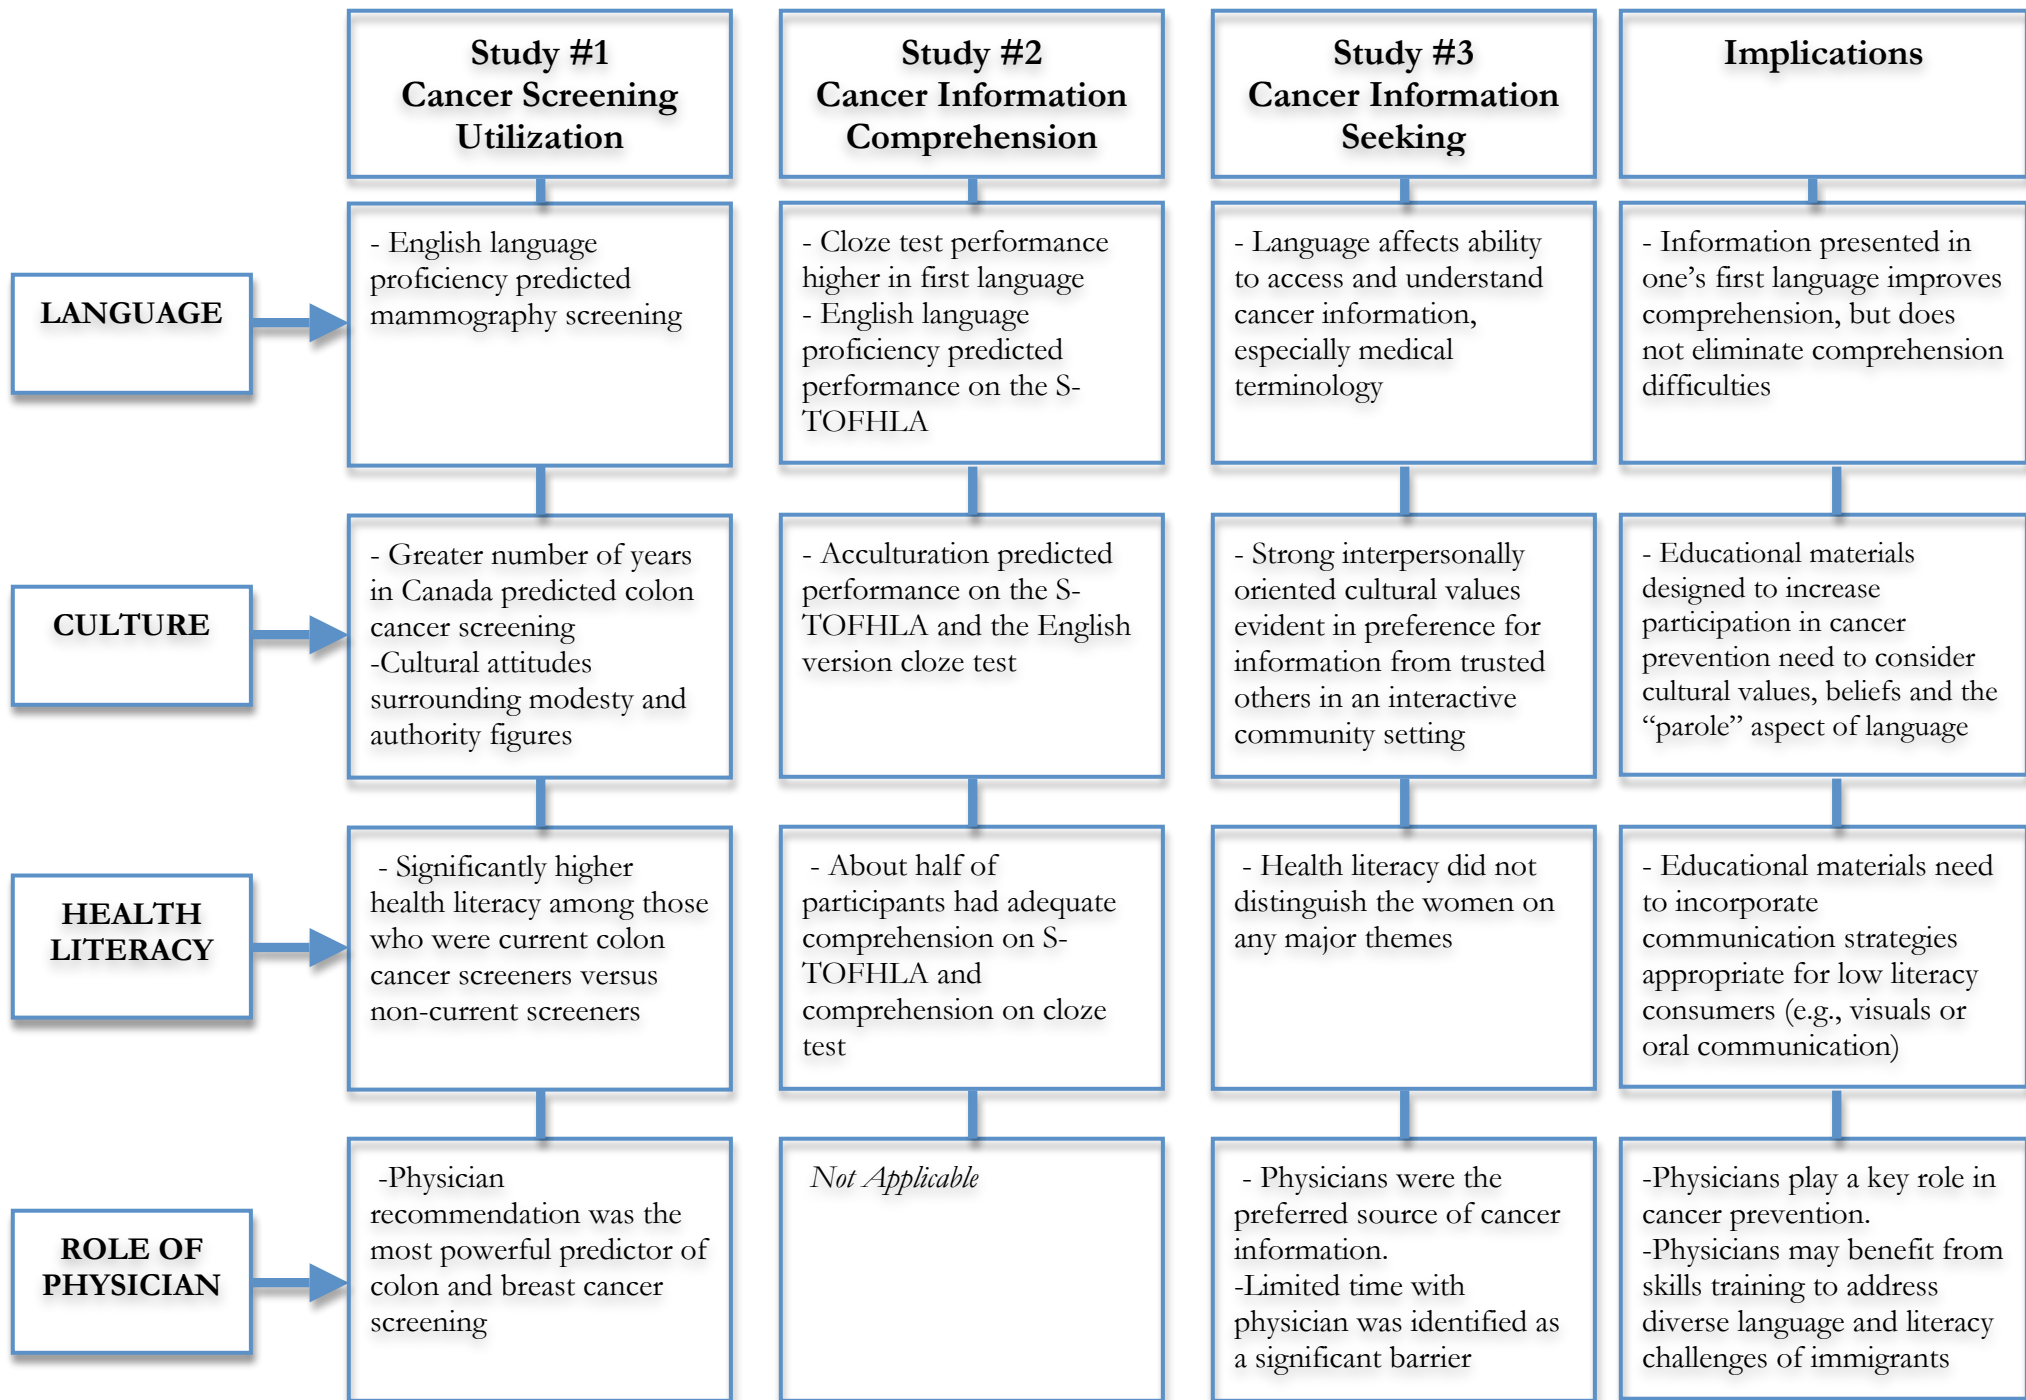 Study #1
Cancer Screening
Utilization
Study #2
Cancer Information
Comprehension
Study #3
Cancer Information
Seeking
Implications
LANGUAGE
- English language
proficiency predicted
mammography screening
- Cloze test performance
higher in first language
- English language
proficiency predicted
performance on the S-
TOFHLA
- Language affects ability
to access and understand
cancer information,
especially medical
terminology
- Information presented in
one’s first language improves
comprehension, but does
not eliminate comprehension
difficulties
CULTURE
- Greater number of years
in Canada predicted colon
cancer screening
-Cultural attitudes
surrounding modesty and
authority figures
- Acculturation predicted
performance on the S-
TOFHLA and the English
version cloze test
- Strong interpersonally
oriented cultural values
evident in preference for
information from trusted
others in an interactive
community setting
- Educational materials
designed to increase
participation in cancer
prevention need to consider
cultural values, beliefs and the
“parole” aspect of language
HEALTH
LITERACY
- Significantly higher
health literacy among those
who were current colon
cancer screeners versus
non-current screeners
- About half of
participants had adequate
comprehension on S-
TOFHLA and
comprehension on cloze
test
- Health literacy did not
distinguish the women on
any major themes
- Educational materials need
to incorporate
communication strategies
appropriate for low literacy
consumers (e.g., visuals or
oral communication)
ROLE OF
PHYSICIAN
-Physician
recommendation was the
most powerful predictor of
colon and breast cancer
screening
Not Applicable
- Physicians were the
preferred source of cancer
information.
-Limited time with
physician was identified as
a significant barrier
-Physicians play a key role in
cancer prevention.
-Physicians may benefit from
skills training to address
diverse language and literacy
challenges of immigrants